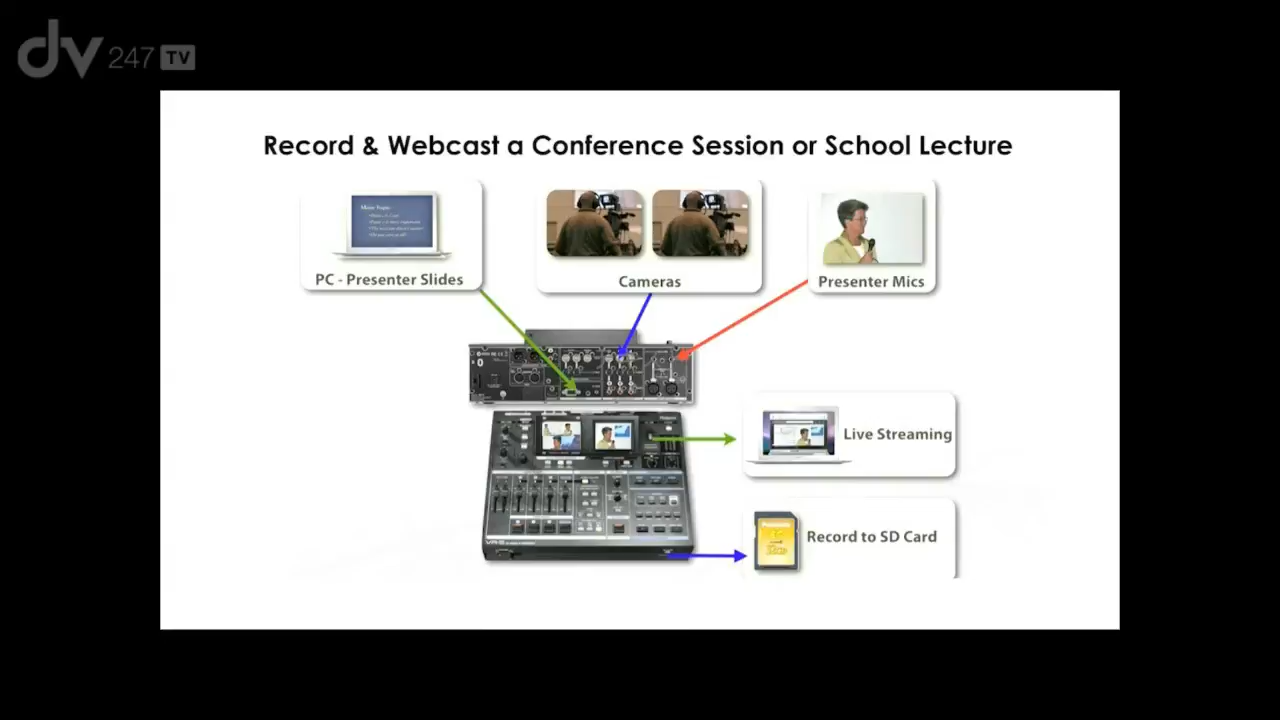 dv 247 TV
Record & Webcast a Conference Session or School Lecture
PC - Presenter Slides
Cameras
Presenter Mics
Live Streaming
Record to SD Card